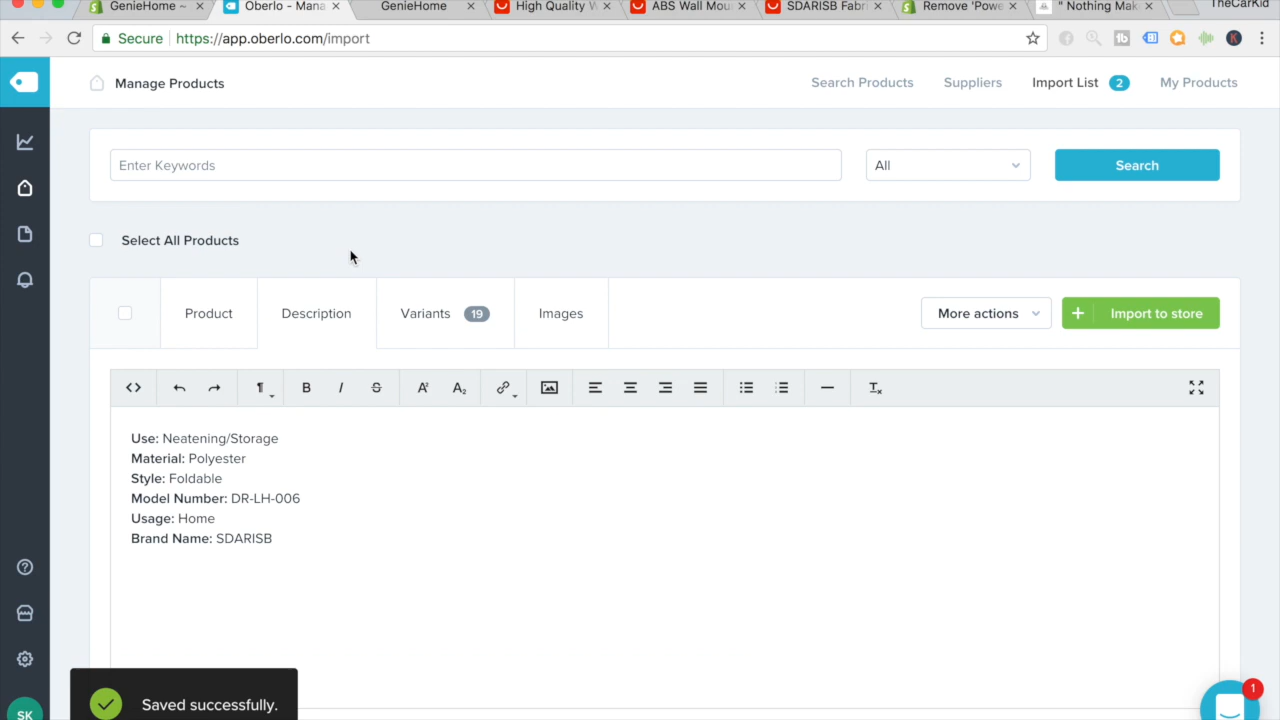 GenieHome ~
Oberlo - Mana
GenieHome
High Quality W
ABS Wall Mou
SDARISB Fabri
Remove 'Powe
" Nothing Mak
TheCarKid
Secure https://app.oberlo.com/import
Manage Products
Search Products
Suppliers
Import List 2
My Products
Enter Keywords
All
Search
Select All Products
Product
Description
Variants 19
Images
More actions
+ Import to store
Use: Neatening/Storage
Material: Polyester
Style: Foldable
Model Number: DR-LH-006
Usage: Home
Brand Name: SDARISB
Saved successfully.
SK
1